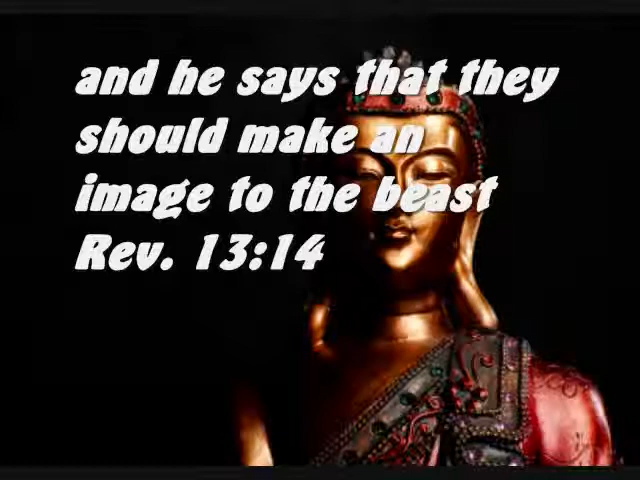 and he says that they
should make an
image to the beast
Rev. 13:14